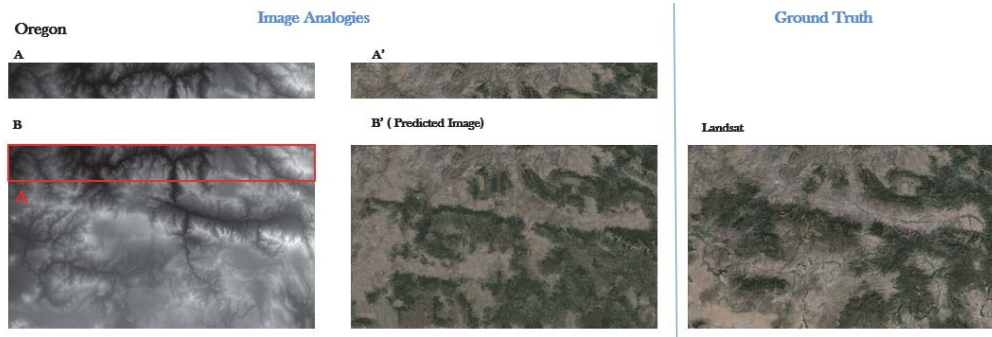 Image Analogies
Ground Truth
Oregon
A
A'
B
B' ( Predicted Image)
Landsat
A